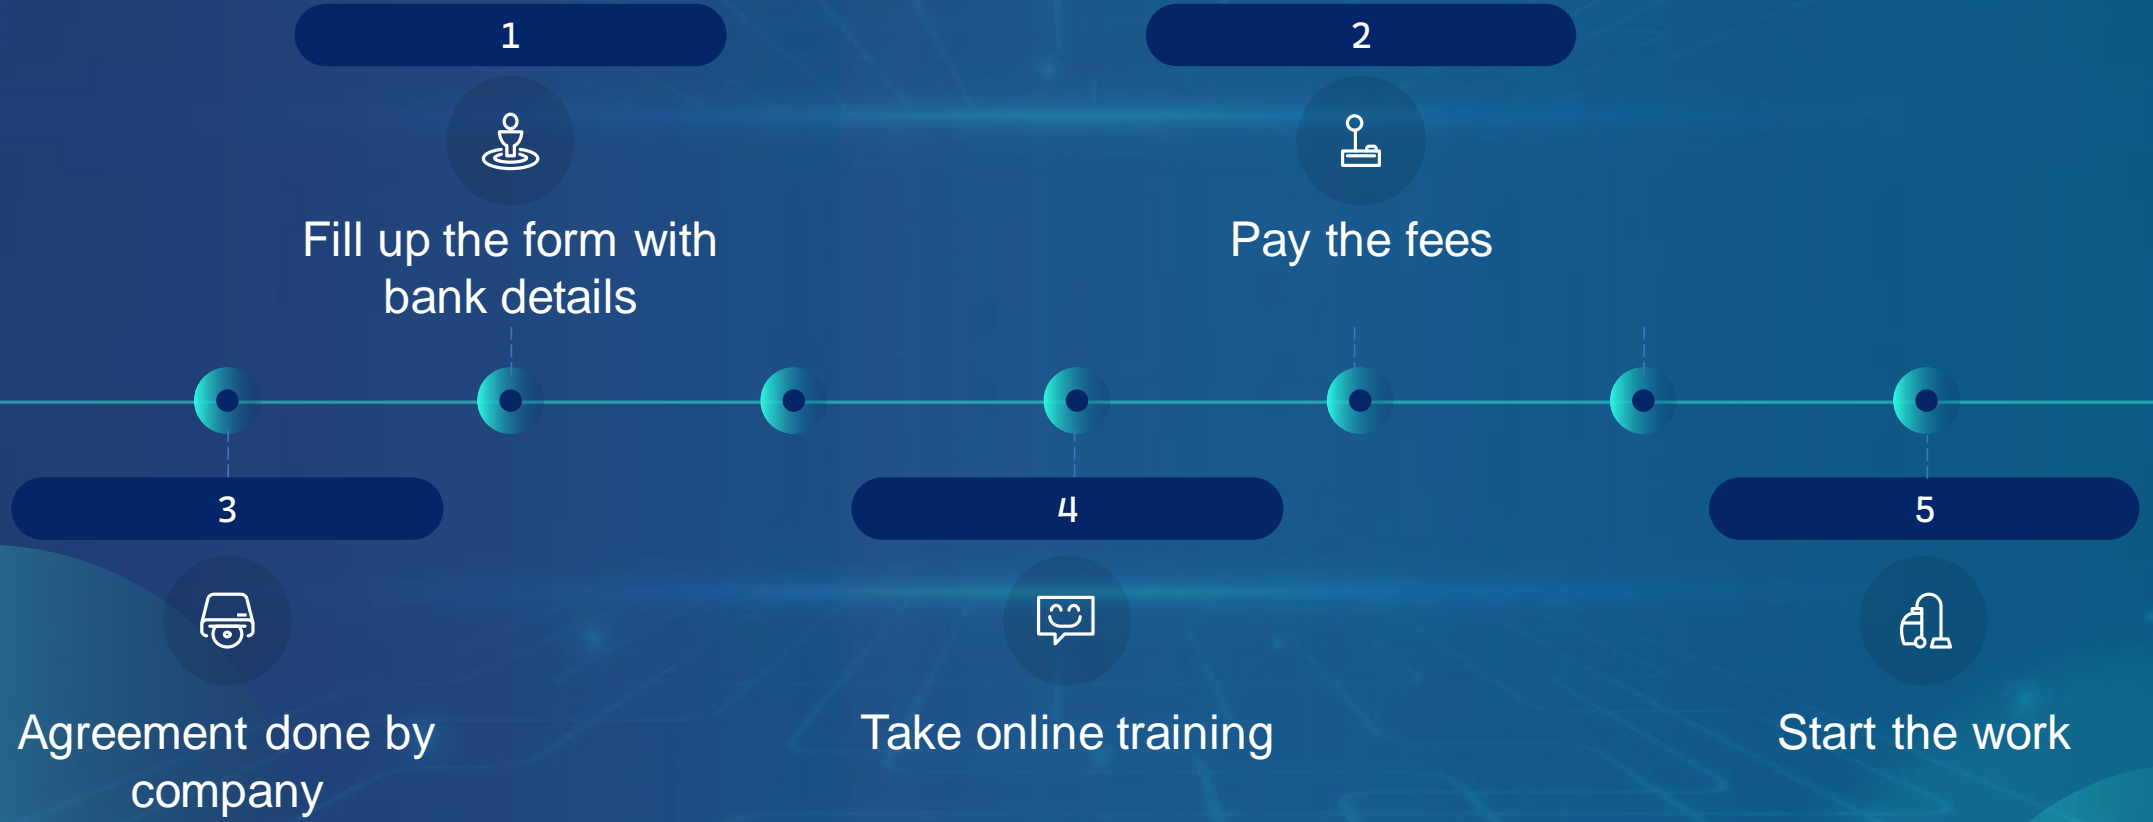 1
Fill up the form with
bank details
2
Pay the fees
3
Agreement done by
company
4
Take online training
5
Start the work